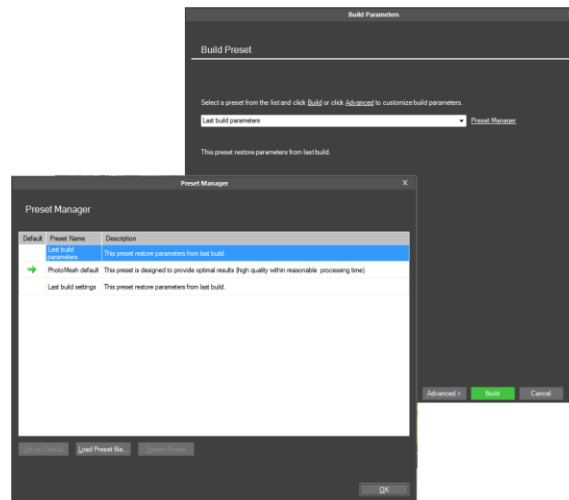 Build Parameters
Build Preset
Select a preset from the list and click Build or click Advanced to customize build parameters.
Last build parameters
Preset Manager
This preset restore parameters from last build.
Advanced >
Build
Cancel
Preset Manager
X
Preset Manager
Default Preset Name Description
Last build
parameters
This preset restore parameters from last build.
PhotoMesh default This preset is designed to provide optimal results (high quality within reasonable processing time).
Last build settings This preset restore parameters from last build.
Set as Default
Load Preset file...
Delete Preset
OK